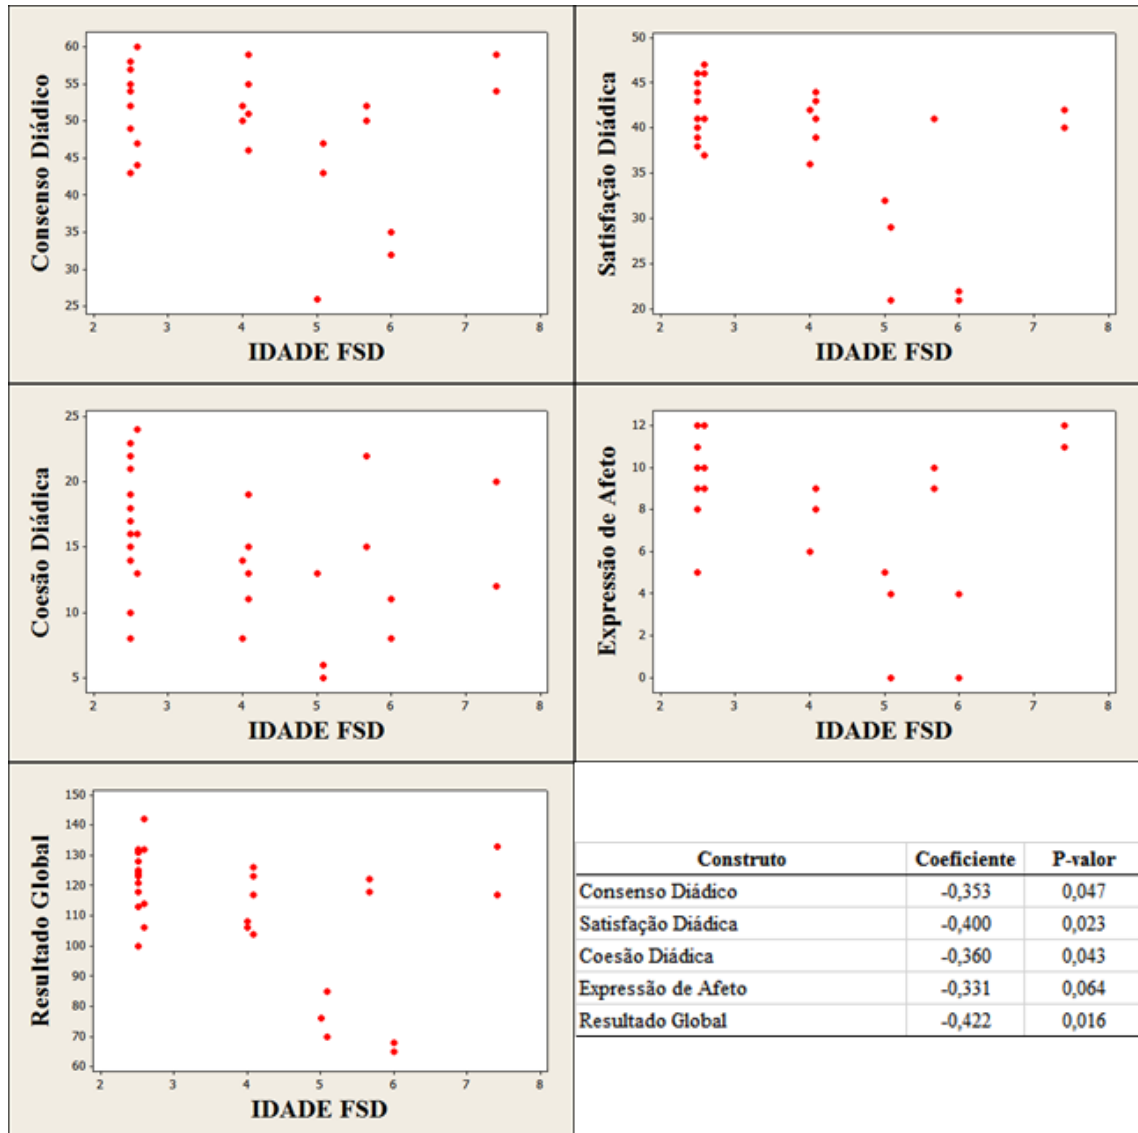 Consenso Diádico
60
55
50
45
40
35
30
25
2 3 4 5 6 7 8
IDADE FSD
Satisfação Diádica
50
45
40
35
30
25
20
2 3 4 5 6 7 8
IDADE FSD
Coesão Diádica
25
20
15
10
5
2 3 4 5 6 7 8
IDADE FSD
Expressão de Afeto
12
10
8
6
4
2
0
2 3 4 5 6 7 8
IDADE FSD
Resultado Global
150
140
130
120
110
100
90
80
70
60
2 3 4 5 6 7 8
IDADE FSD
Construto Coeficiente P-valor
Consenso Diádico -0,353 0,047
Satisfação Diádica -0,400 0,023
Coesão Diádica -0,360 0,043
Expressão de Afeto -0,331 0,064
Resultado Global -0,422 0,016